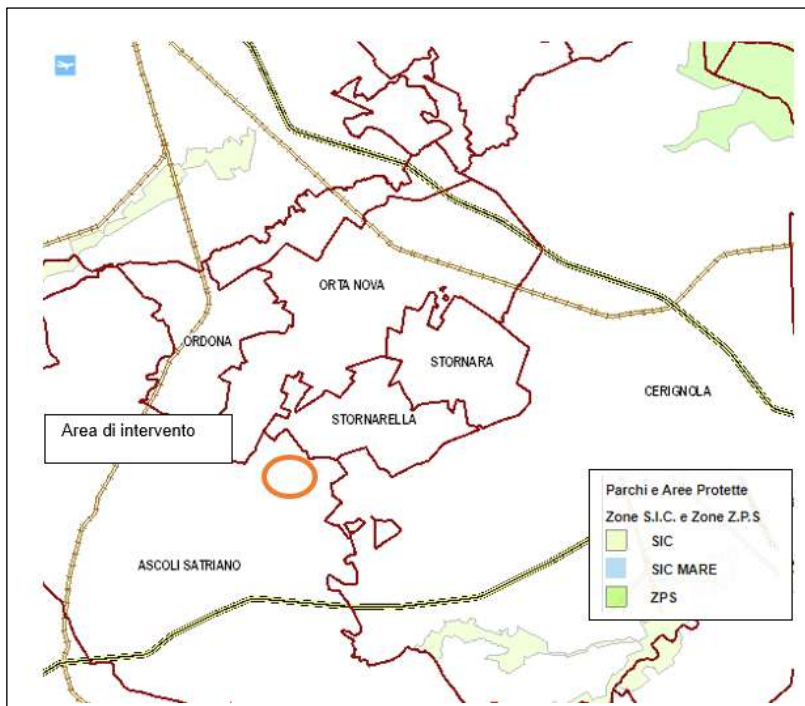 ORTA NOVA
ORDONA
STORNARA
CERIGNOLA
STORNARELLA
Area di intervento
ASCOLI SATRIANO
Parchi e Aree Protette
Zone S.I.C. e Zone Z.P.S
SIC
SIC MARE
ZPS